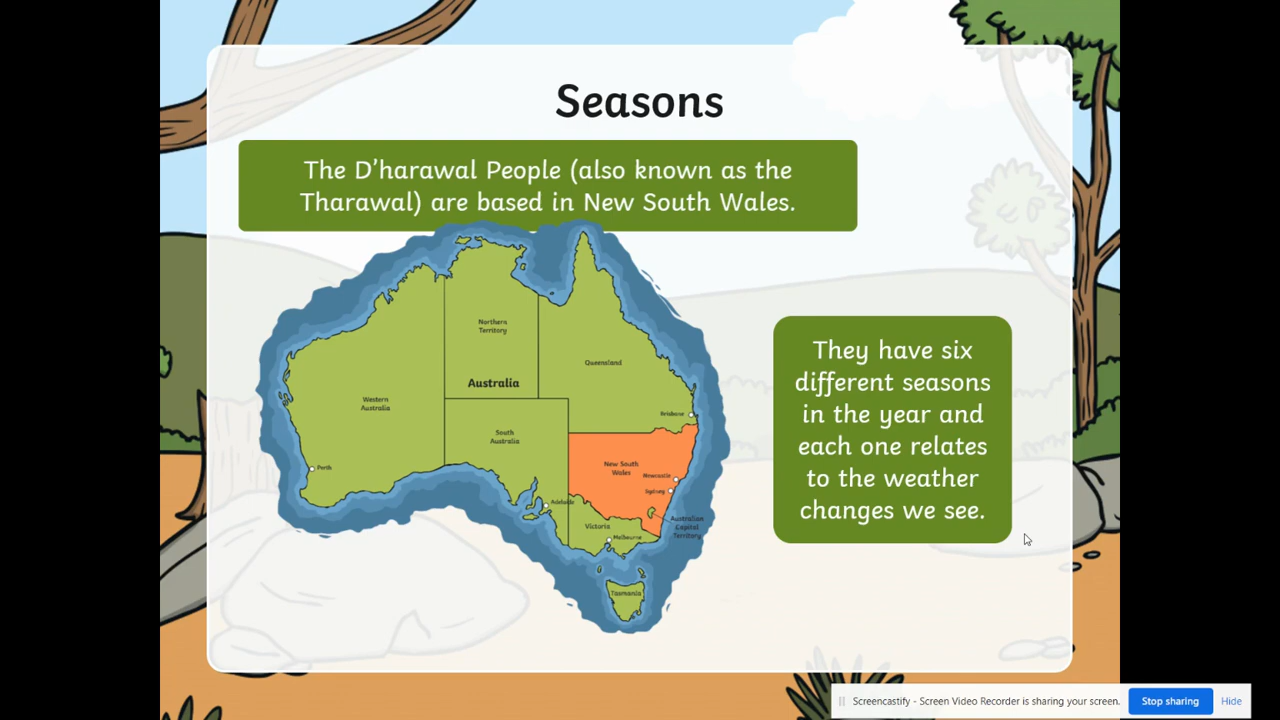 Seasons
The D'harawal People (also known as the
Tharawal) are based in New South Wales.
Northern
Territory
Queensland
Australia
Western
Australia
Brisbane
South
Australia
New South
Wales
Perth
Newcastle
Sydney
Adelaide
Victoria
Australian
Capital
Territory
Melbourne
Tasmania
They have six
different seasons
in the year and
each one relates
to the weather
changes we see.
Screencastify - Screen Video Recorder is sharing your screen.
Stop sharing
Hide